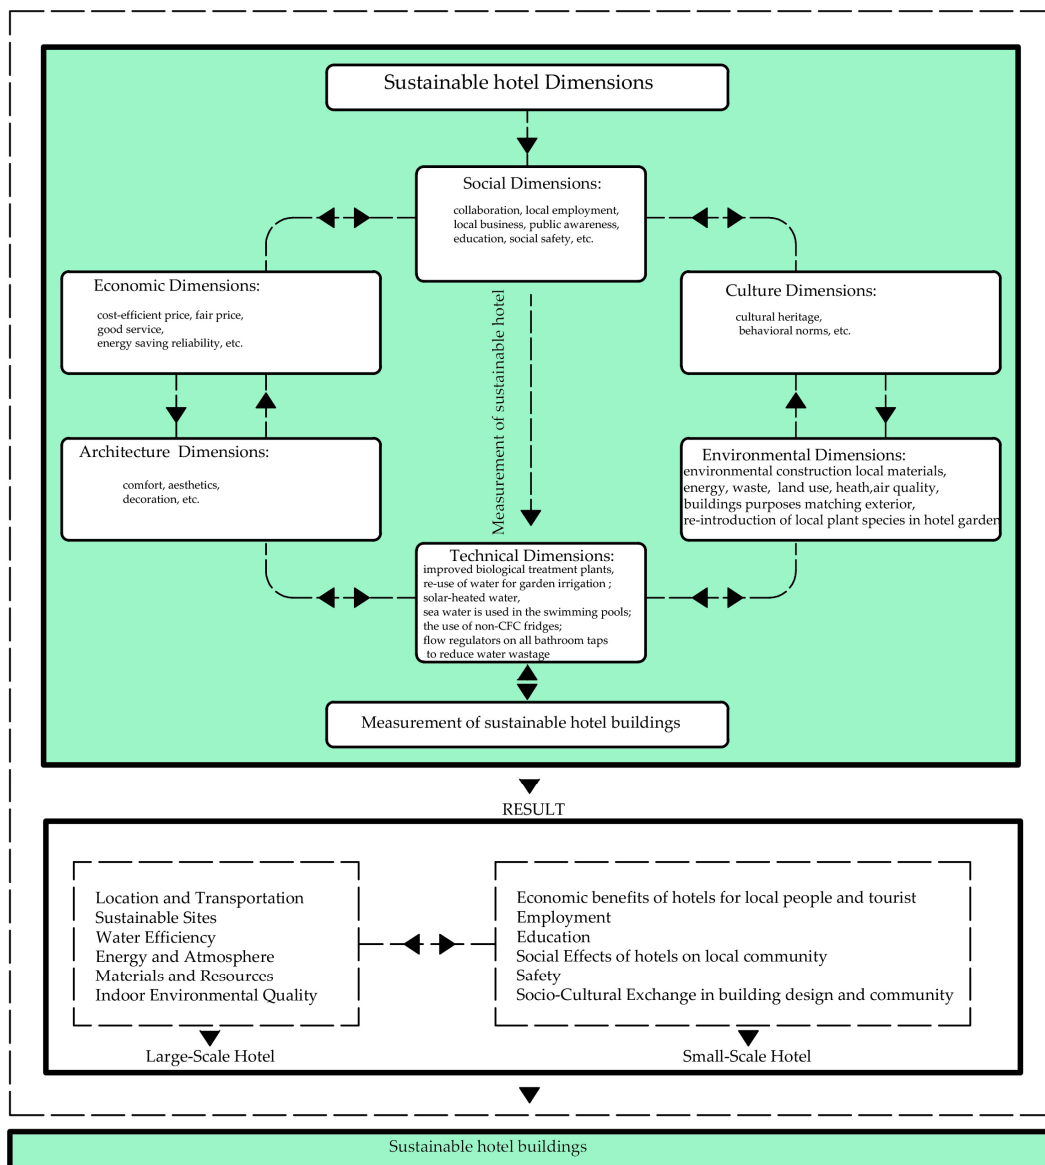 Sustainable hotel Dimensions
Social Dimensions:
collaboration, local employment,
local business, public awareness,
education, social safety, etc.
Economic Dimensions:
cost-efficient price, fair price,
good service,
energy saving reliability, etc.
Culture Dimensions:
cultural heritage,
behavioral norms, etc.
Measurement of sustainable hotel
Architecture Dimensions:
comfort, aesthetics,
decoration, etc.
Environmental Dimensions:
environmental construction local materials,
energy, waste, land use, heath,air quality,
buildings purposes matching exterior,
re-introduction of local plant species in hotel garden
Technical Dimensions:
improved biological treatment plants,
re-use of water for garden irrigation ;
solar-heated water,
sea water is used in the swimming pools;
the use of non-CFC fridges;
flow regulators on all bathroom taps
to reduce water wastage
Measurement of sustainable hotel buildings
RESULT
Location and Transportation
Sustainable Sites
Water Efficiency
Energy and Atmosphere
Materials and Resources
Indoor Environmental Quality
Economic benefits of hotels for local people and tourist
Employment
Education
Social Effects of hotels on local community
Safety
Socio-Cultural Exchange in building design and community
Large-Scale Hotel
Small-Scale Hotel
Sustainable hotel buildings